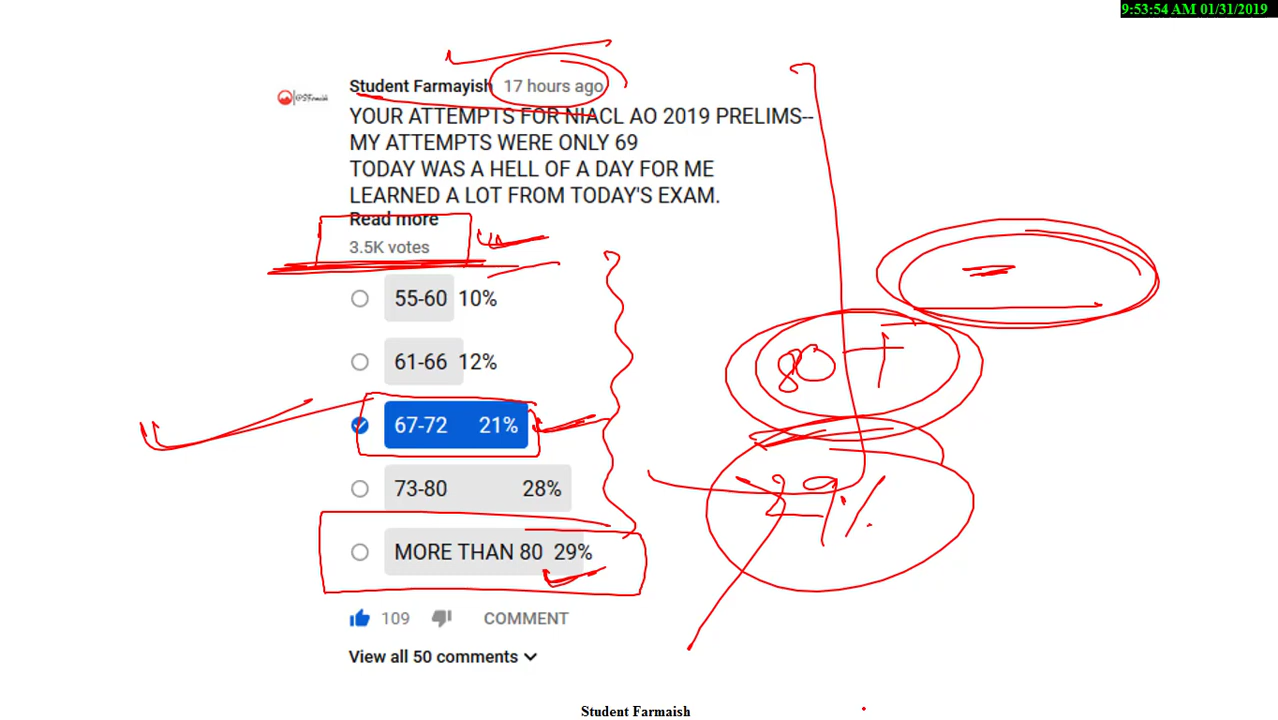 9:53:54 AM 01/31/2019
Student Farmayish 17 hours ago
YOUR ATTEMPTS FOR NIACL AO 2019 PRELIMS--
MY ATTEMPTS WERE ONLY 69
TODAY WAS A HELL OF A DAY FOR ME
LEARNED A LOT FROM TODAY'S EXAM.
Read more
3.5K votes
55-60 10%
61-66 12%
67-72 21%
80+
73-80 28%
29%
MORE THAN 80 29%
109 COMMENT
View all 50 comments
Student Farmaish